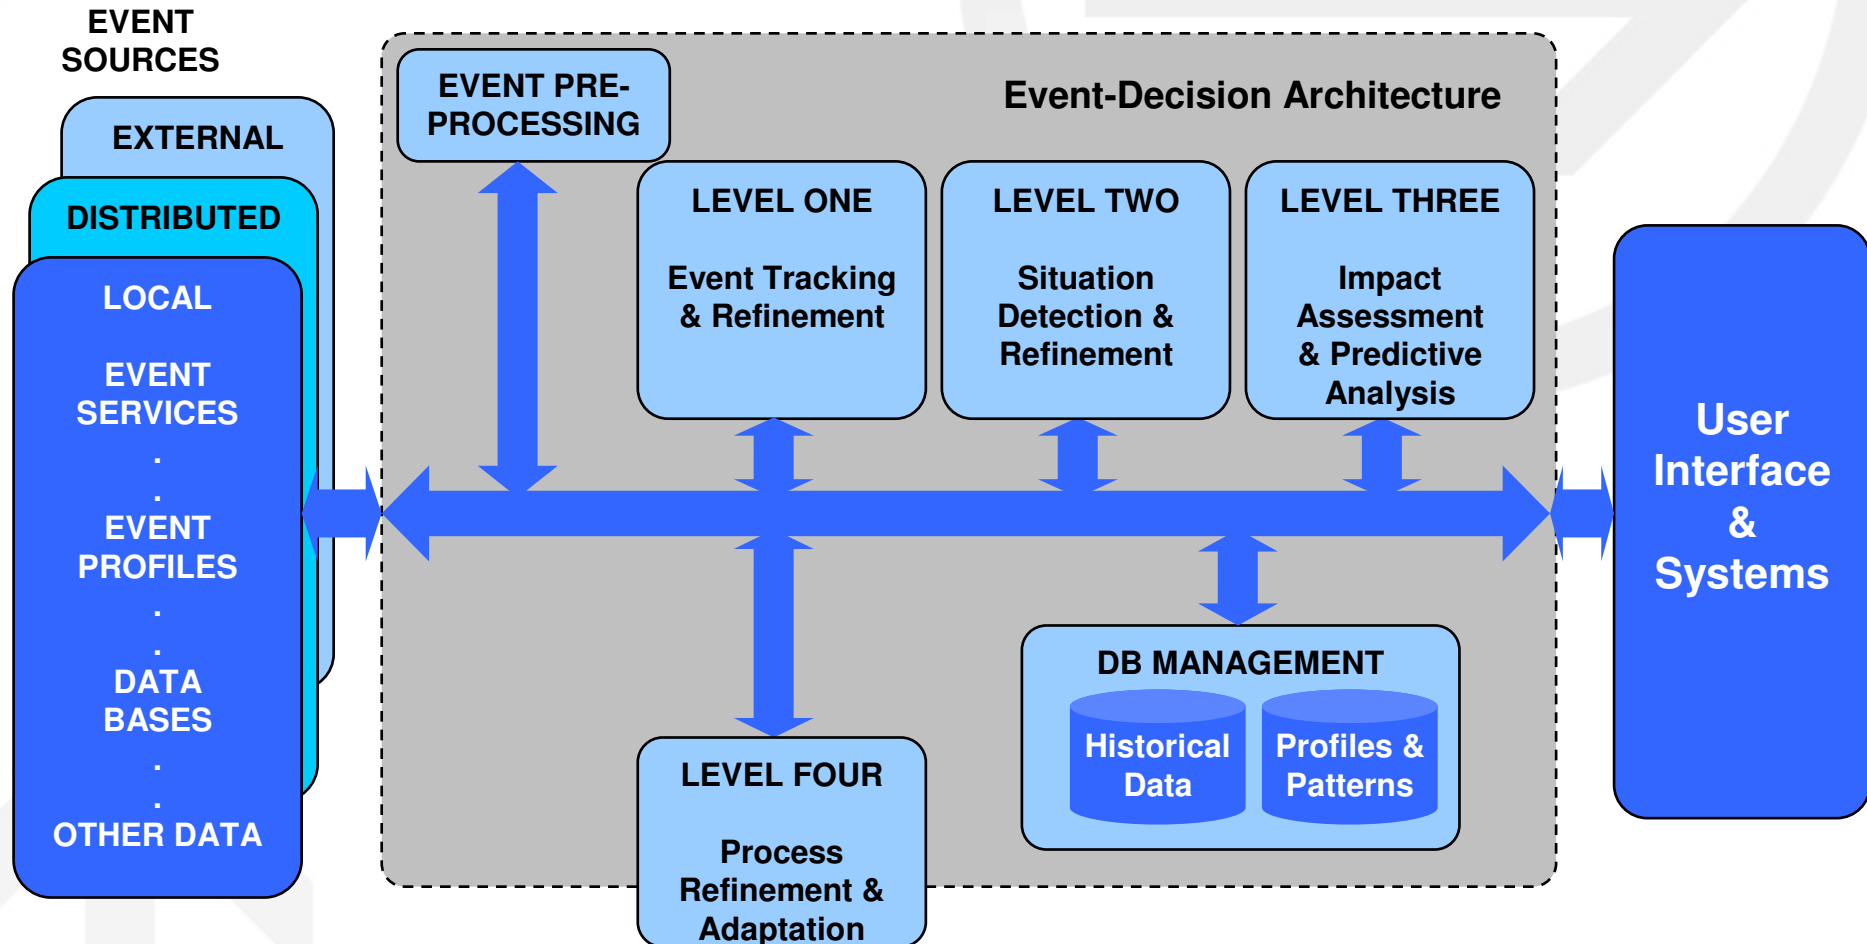 EVENT
SOURCES
EXTERNAL
DISTRIBUTED
LOCAL
EVENT
SERVICES
.
.
EVENT
PROFILES
.
.
DATA
BASES
.
.
OTHER DATA
EVENT PRE-
PROCESSING
Event-Decision Architecture
LEVEL ONE
Event Tracking
& Refinement
LEVEL TWO
Situation
Detection &
Refinement
LEVEL THREE
Impact
Assessment
& Predictive
Analysis
LEVEL FOUR
Process
Refinement &
Adaptation
DB MANAGEMENT
Historical
Data
Profiles &
Patterns
User
Interface
&
Systems